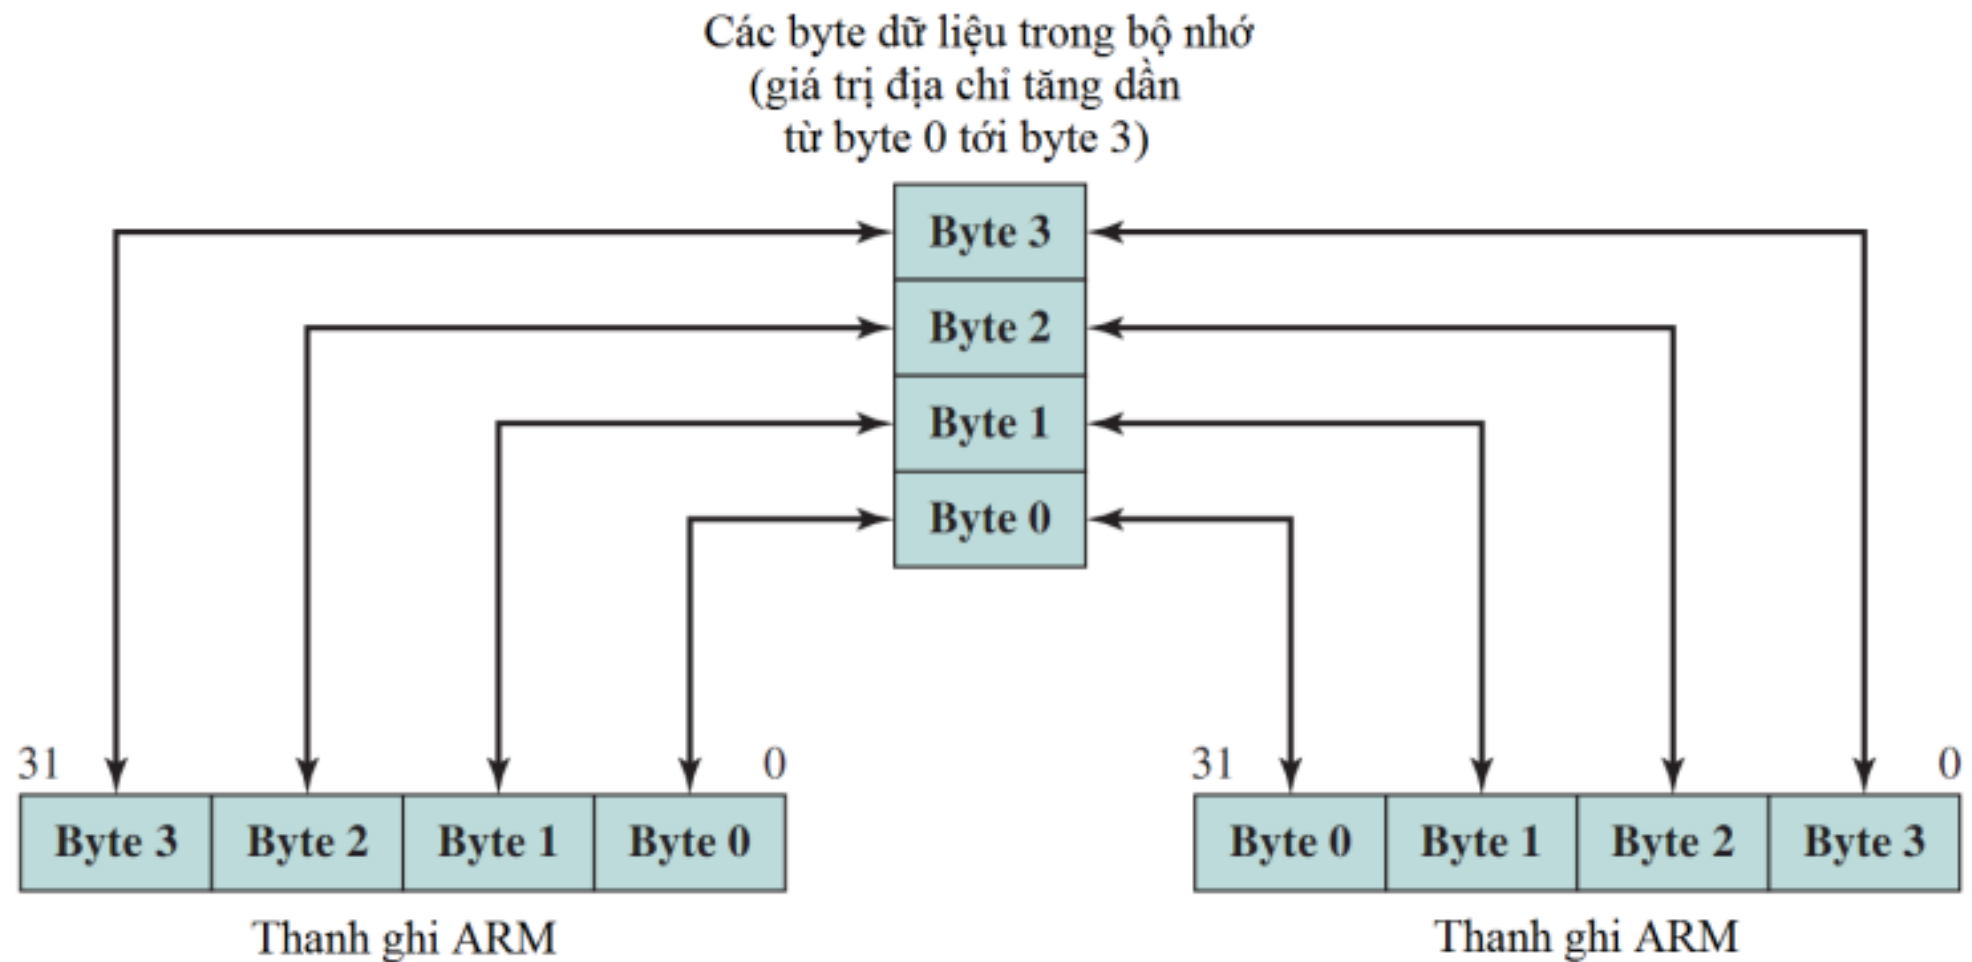 Các byte dữ liệu trong bộ nhớ
(giá trị địa chỉ tăng dần
từ byte 0 tới byte 3)
Byte 3
Byte 2
Byte 1
Byte 0
31 0 31 0
Byte 3 Byte 2 Byte 1 Byte 0 Byte 0 Byte 1 Byte 2 Byte 3
Thanh ghi ARM Thanh ghi ARM